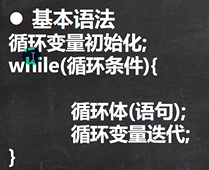 ● 基本语法
循环变量初始化;
while(循环条件){
循环体(语句);
循环变量迭代;
}